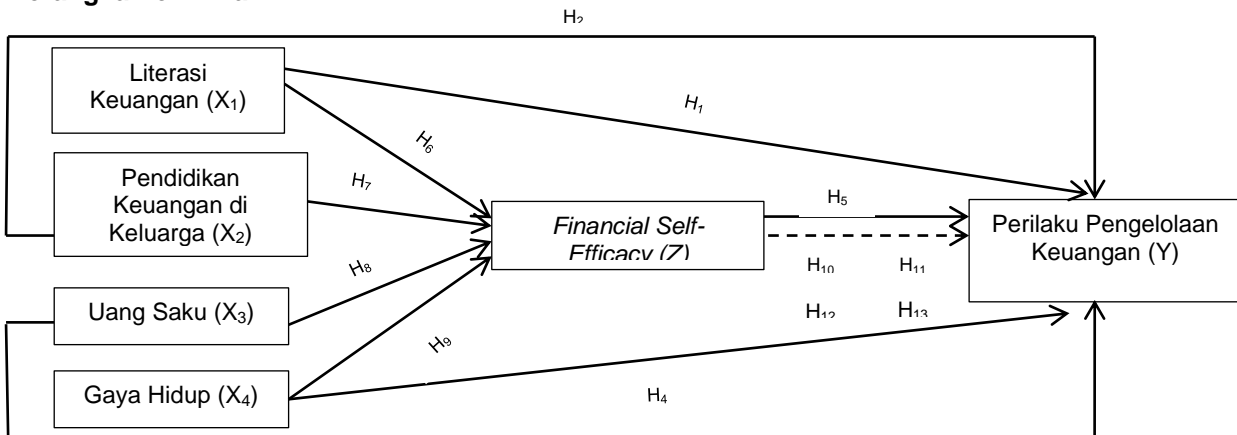 H₂
Literasi
Keuangan (X₁)
H₁
H₆
Pendidikan
Keuangan di
Keluarga (X₂)
H₇
Financial Self-
Efficacy (Z)
H₅
Perilaku Pengelolaan
Keuangan (Y)
H₈
H₁₀ H₁₁
Uang Saku (X₃)
H₁₂ H₁₃
H₉
Gaya Hidup (X₄)
H₄